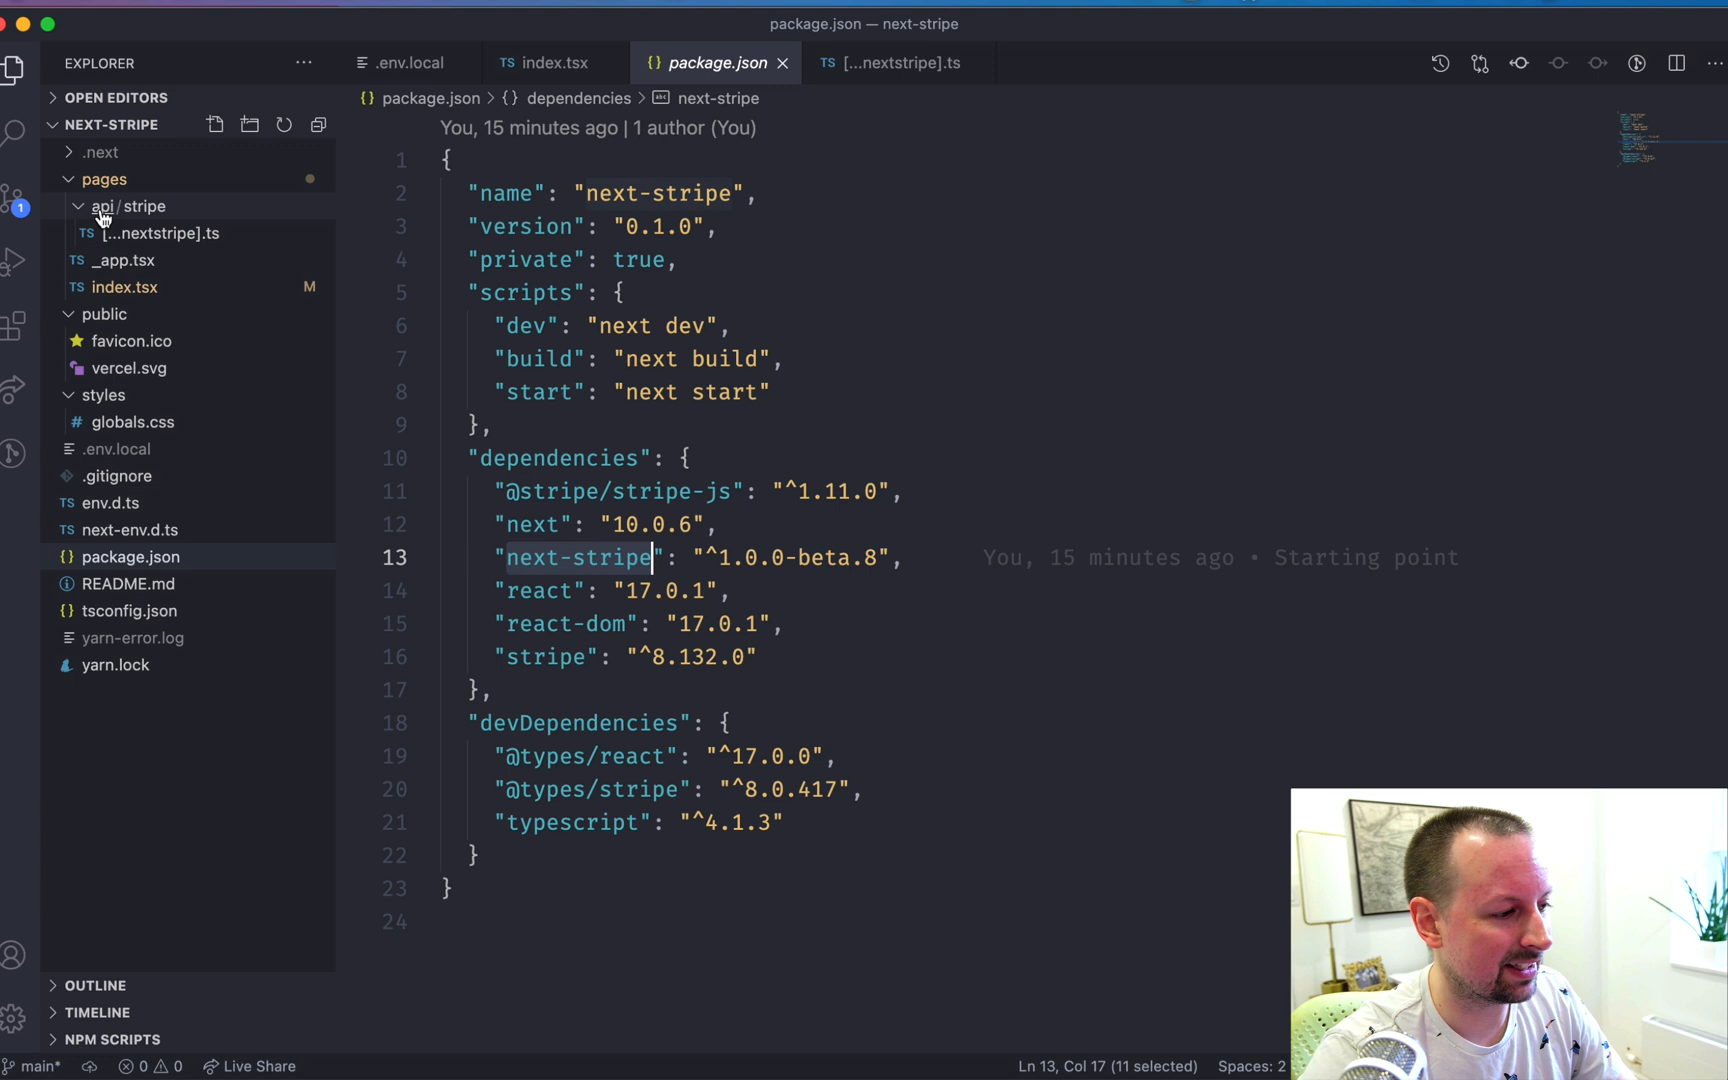 package.json — next-stripe
EXPLORER
.env.local
TS index.tsx
{} package.json
TS [...nextstripe].ts
OPEN EDITORS
{} package.json > {} dependencies > abc next-stripe
NEXT-STRIPE
You, 15 minutes ago | 1 author (You)
.next
pages
api/stripe
TS [...nextstripe].ts
TS _app.tsx
TS index.tsx M
public
favicon.ico
vercel.svg
styles
# globals.css
.env.local
.gitignore
TS env.d.ts
TS next-env.d.ts
{} package.json
README.md
{} tsconfig.json
yarn-error.log
yarn.lock
1
1 {
2 "name": "next-stripe",
3 "version": "0.1.0",
4 "private": true,
5 "scripts": {
6 "dev": "next dev",
7 "build": "next build",
8 "start": "next start"
9 },
10 "dependencies": {
11 "@stripe/stripe-js": "^1.11.0",
12 "next": "10.0.6",
13 "next-stripe": "^1.0.0-beta.8", You, 15 minutes ago • Starting point
14 "react": "17.0.1",
15 "react-dom": "17.0.1",
16 "stripe": "^8.132.0"
17 },
18 "devDependencies": {
19 "@types/react": "^17.0.0",
20 "@types/stripe": "^8.0.417",
21 "typescript": "^4.1.3"
22 }
23 }
24
OUTLINE
TIMELINE
NPM SCRIPTS
main* 0 0 Live Share Ln 13, Col 17 (11 selected) Spaces: 2